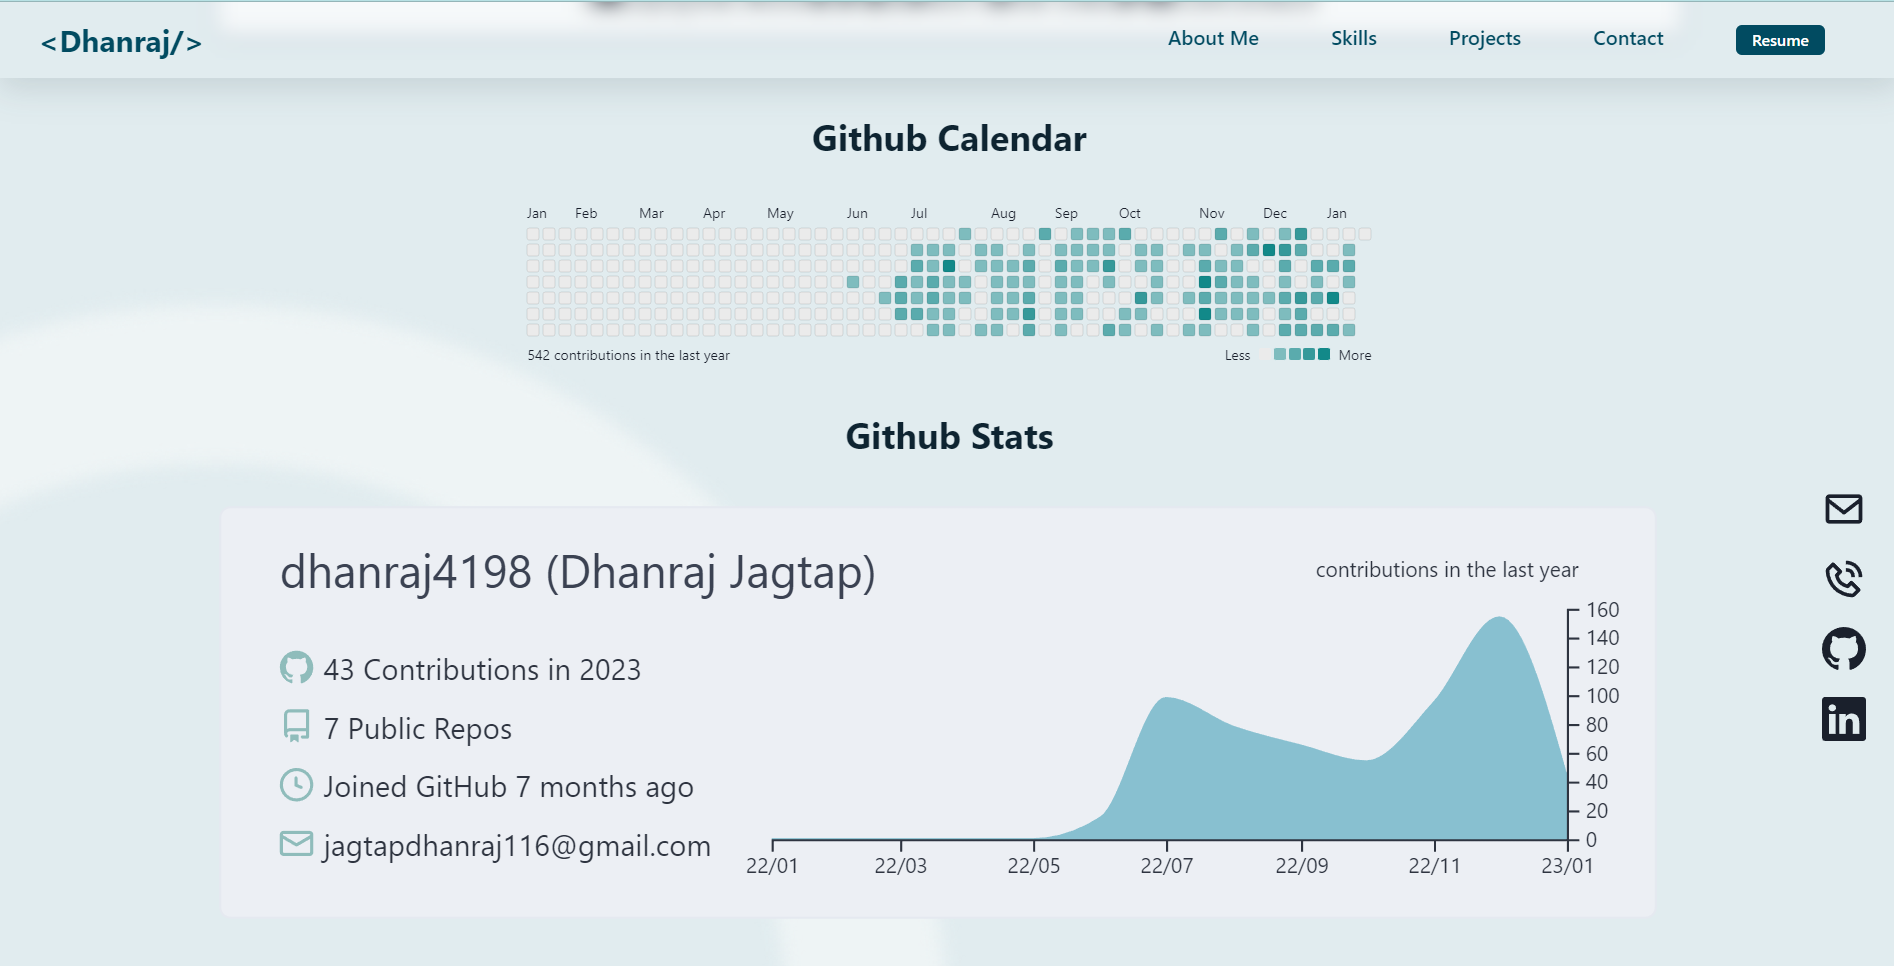 <Dhanraj/>
About Me Skills Projects Contact Resume
Github Calendar
Jan Feb Mar Apr May Jun Jul Aug Sep Oct Nov Dec Jan
542 contributions in the last year
Less More
Github Stats
dhanraj4198 (Dhanraj Jagtap)
43 Contributions in 2023
7 Public Repos
Joined GitHub 7 months ago
jagtapdhanraj116@gmail.com
contributions in the last year
160
140
120
100
80
60
40
20
0
22/01 22/03 22/05 22/07 22/09 22/11 23/01
in